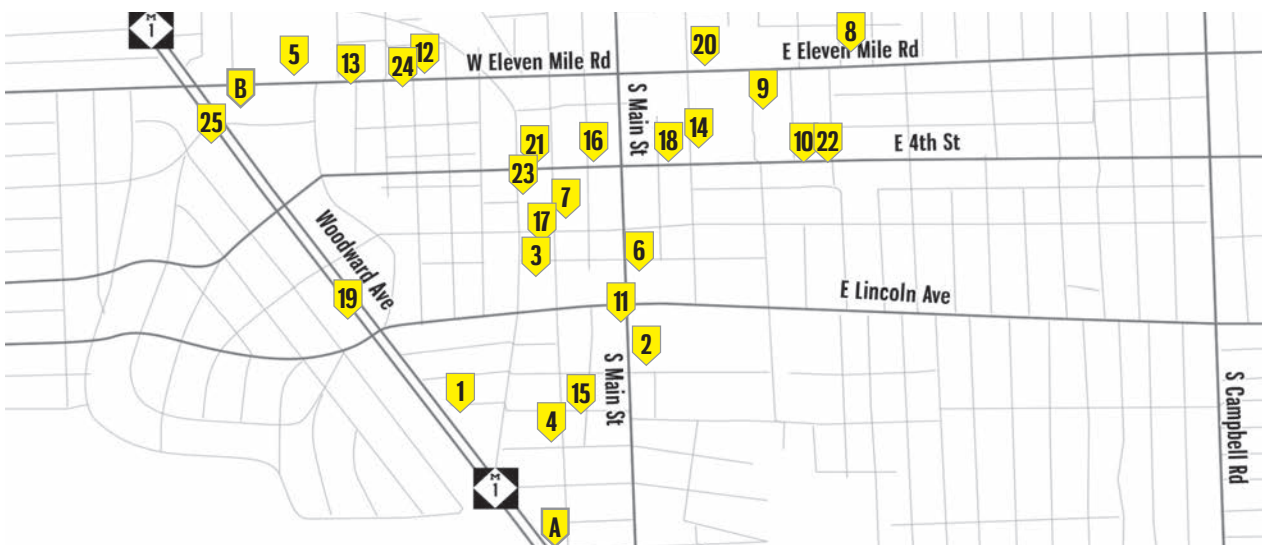 M
1
8
20
E Eleven Mile Rd
5
12
13
24
W Eleven Mile Rd
B
9
25
S Main St
14
21
16
18
10
22
E 4th St
23
7
17
Woodward Ave
6
3
19
11
E Lincoln Ave
2
S Main St
1
15
4
S Campbell Rd
M
1
A